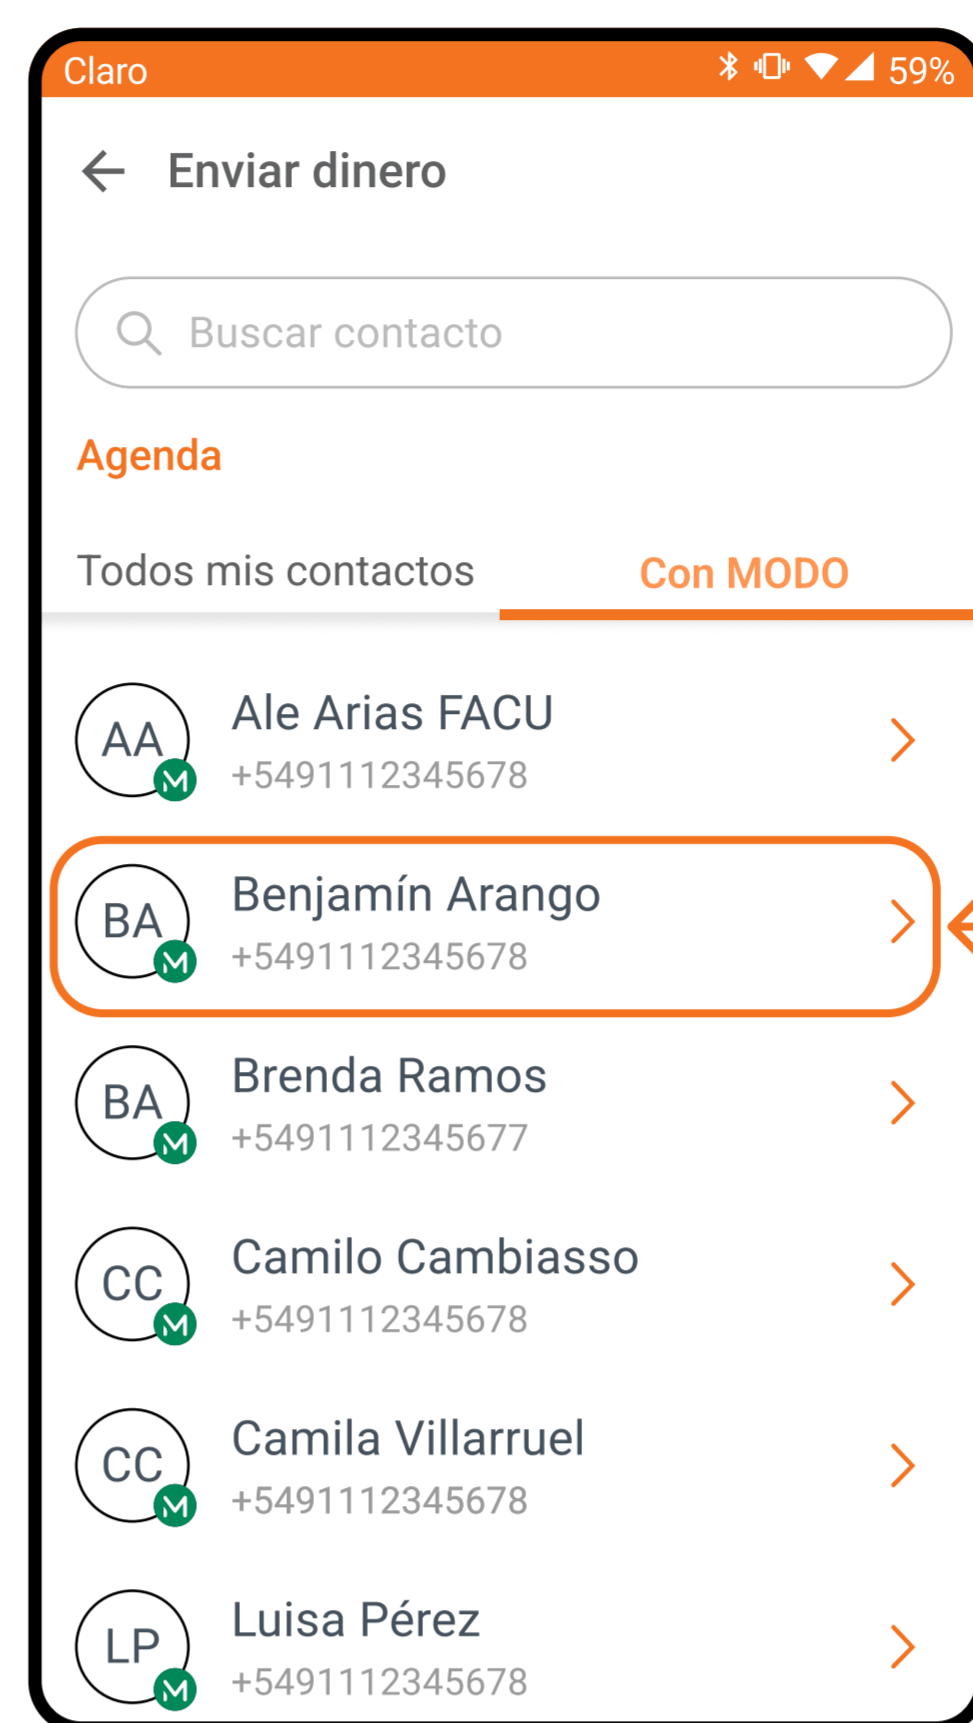 Claro 59%
Enviar dinero
Buscar contacto
Agenda
Todos mis contactos Con MODO
AA Ale Arias FACU
+5491112345678
BA Benjamín Arango
+5491112345678
BA Brenda Ramos
+5491112345677
CC Camilo Cambiasso
+5491112345678
CC Camila Villarruel
+5491112345678
LP Luisa Pérez
+5491112345678